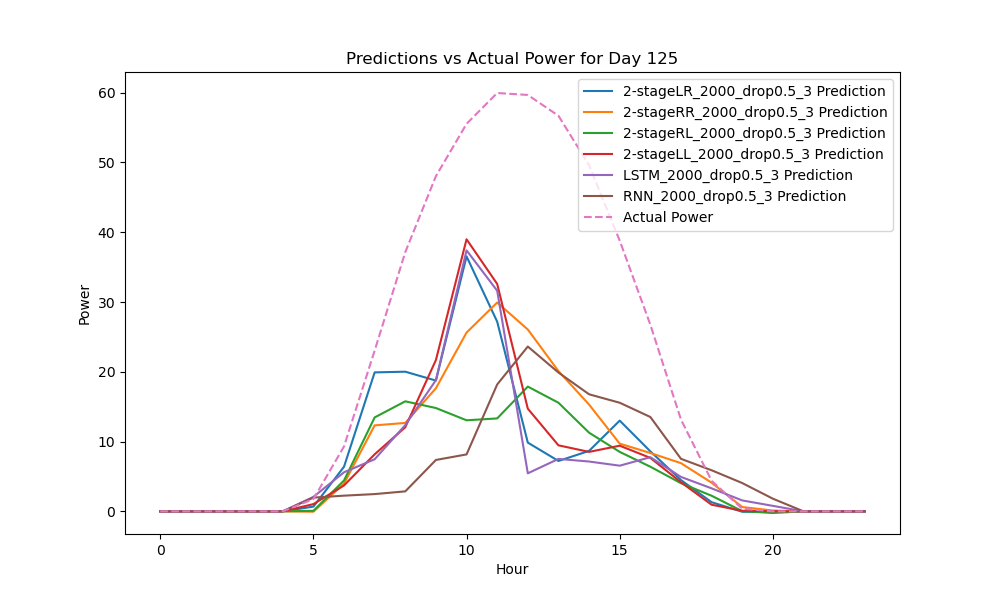 Predictions vs Actual Power for Day 125
2-stageLR_2000_drop0.5_3 Prediction
2-stageRR_2000_drop0.5_3 Prediction
2-stageRL_2000_drop0.5_3 Prediction
2-stageLL_2000_drop0.5_3 Prediction
LSTM_2000_drop0.5_3 Prediction
RNN_2000_drop0.5_3 Prediction
Actual Power
60
50
40
30
20
10
0
Power
0 5 10 15 20
Hour